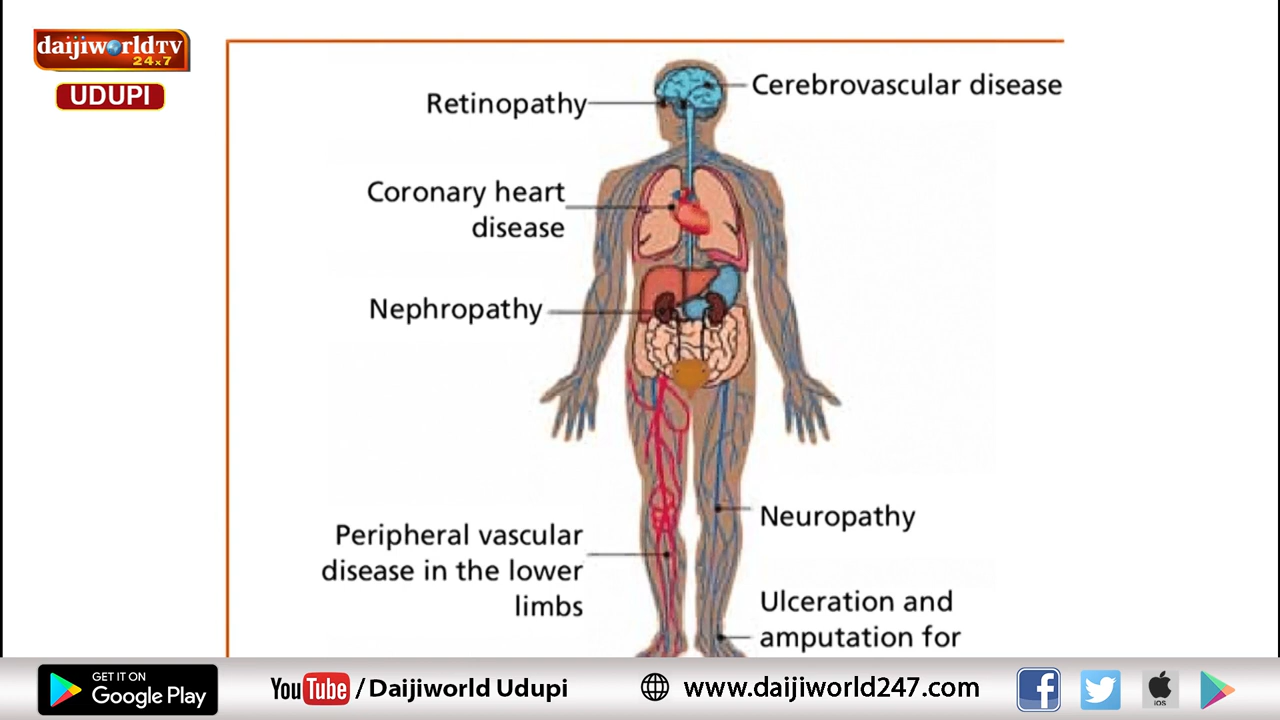 daijiworldTV
24x7
UDUPI
Cerebrovascular disease
Retinopathy
Coronary heart
disease
Nephropathy
Neuropathy
Peripheral vascular
disease in the lower
limbs
Ulceration and
amputation for
GET IT ON
Google Play
YouTube / Daijiworld Udupi
www.daijiworld247.com
iOS